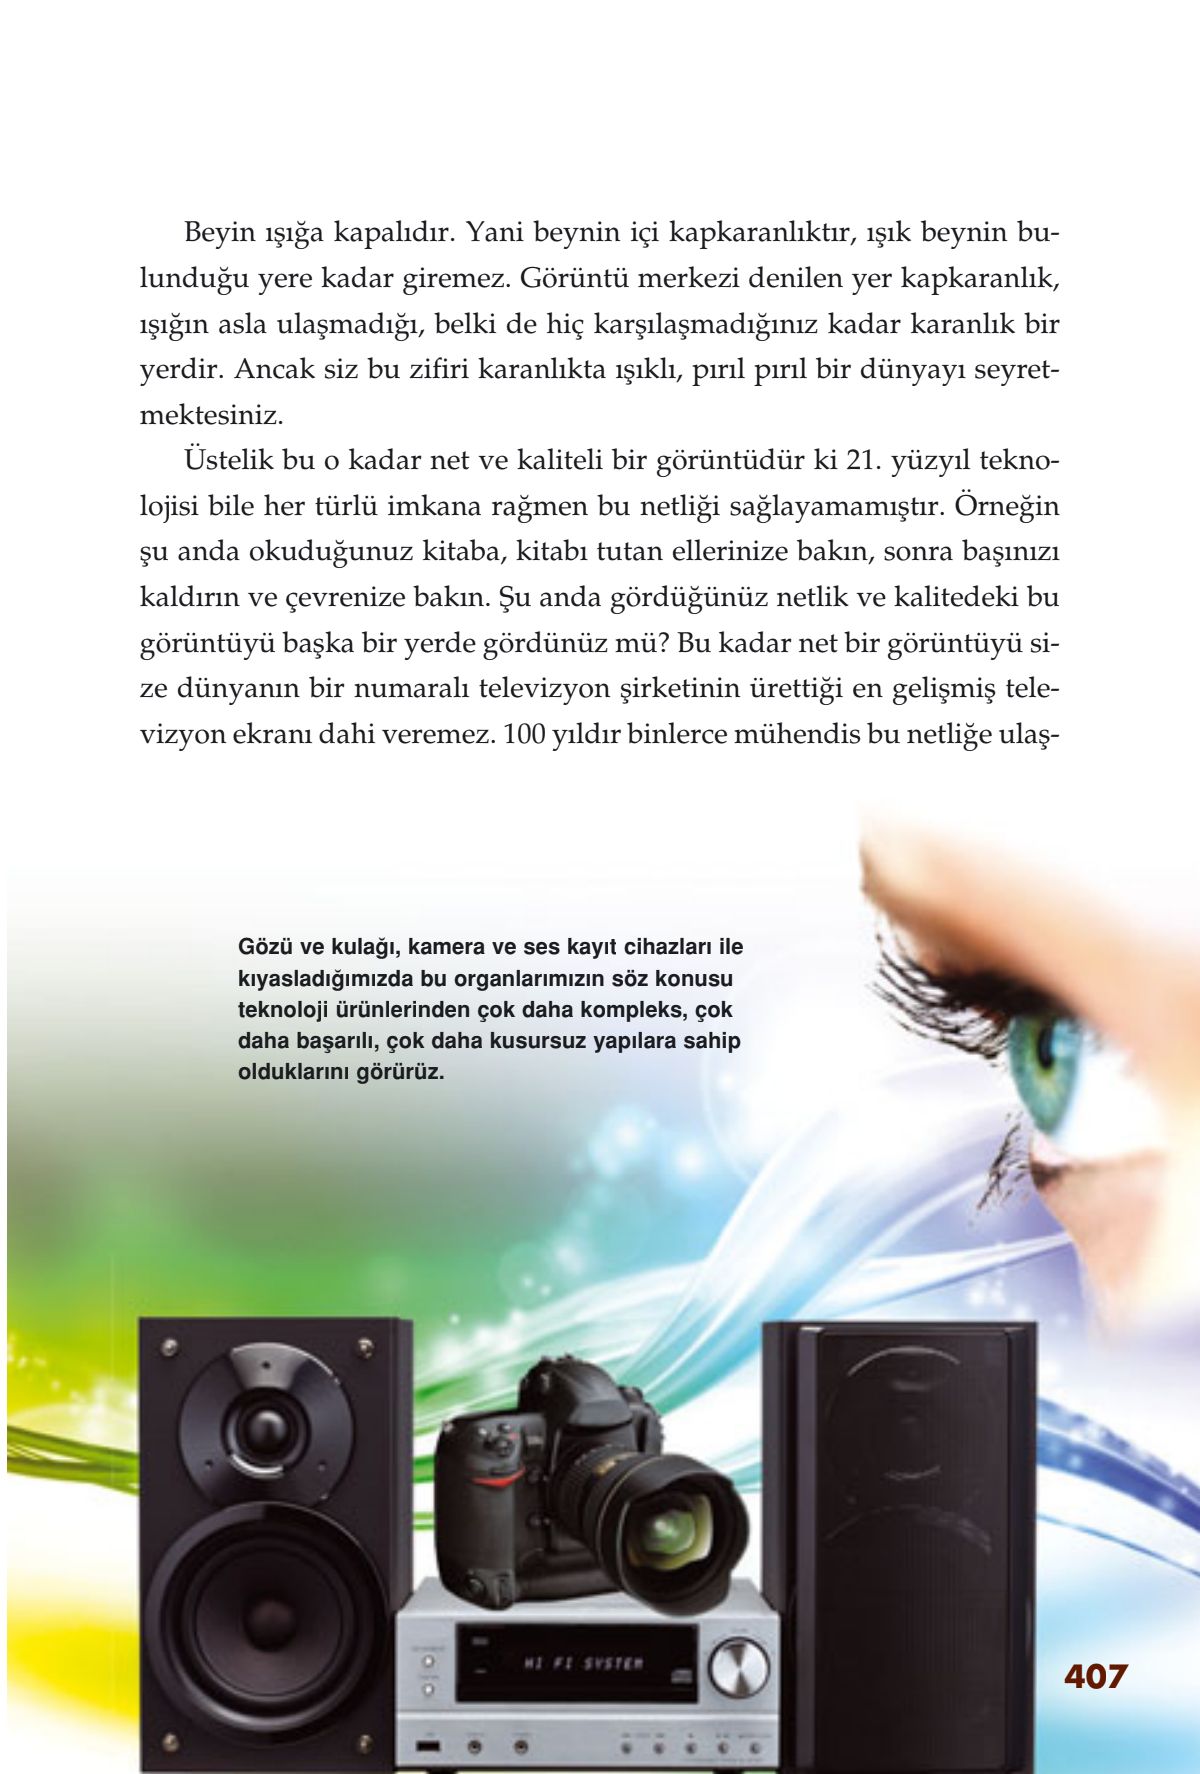 Beyin ışığa kapalıdır. Yani beynin içi kapkaranlıktır, ışık beynin bu-
lunduğu yere kadar giremez. Görüntü merkezi denilen yer kapkaranlık,
ışığın asla ulaşmadığı, belki de hiç karşılaşmadığınız kadar karanlık bir
yerdir. Ancak siz bu zifiri karanlıkta ışıklı, pırıl pırıl bir dünyayı seyret-
mektesiniz.
Üstelik bu o kadar net ve kaliteli bir görüntüdür ki 21. yüzyıl tekno-
lojisi bile her türlü imkana rağmen bu netliği sağlayamamıştır. Örneğin
şu anda okuduğunuz kitaba, kitabı tutan ellerinize bakın, sonra başınızı
kaldırın ve çevrenize bakın. Şu anda gördüğünüz netlik ve kalitedeki bu
görüntüyü başka bir yerde gördünüz mü? Bu kadar net bir görüntüyü si-
ze dünyanın bir numaralı televizyon şirketinin ürettiği en gelişmiş tele-
vizyon ekranı dahi veremez. 100 yıldır binlerce mühendis bu netliğe ulaş-
Gözü ve kulağı, kamera ve ses kayıt cihazları ile
kıyasladığımızda bu organlarımızın söz konusu
teknoloji ürünlerinden çok daha kompleks, çok
daha başarılı, çok daha kusursuz yapılara sahip
olduklarını görürüz.
HI FI SYSTEM
407